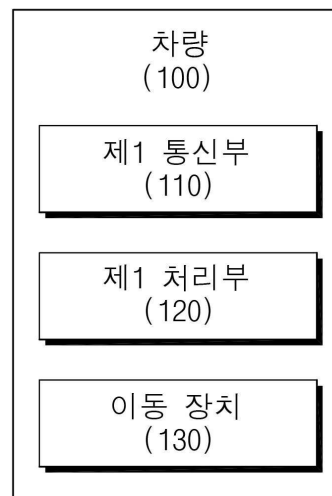 차량
(100)
제1 통신부
(110)
제1 처리부
(120)
이동 장치
(130)